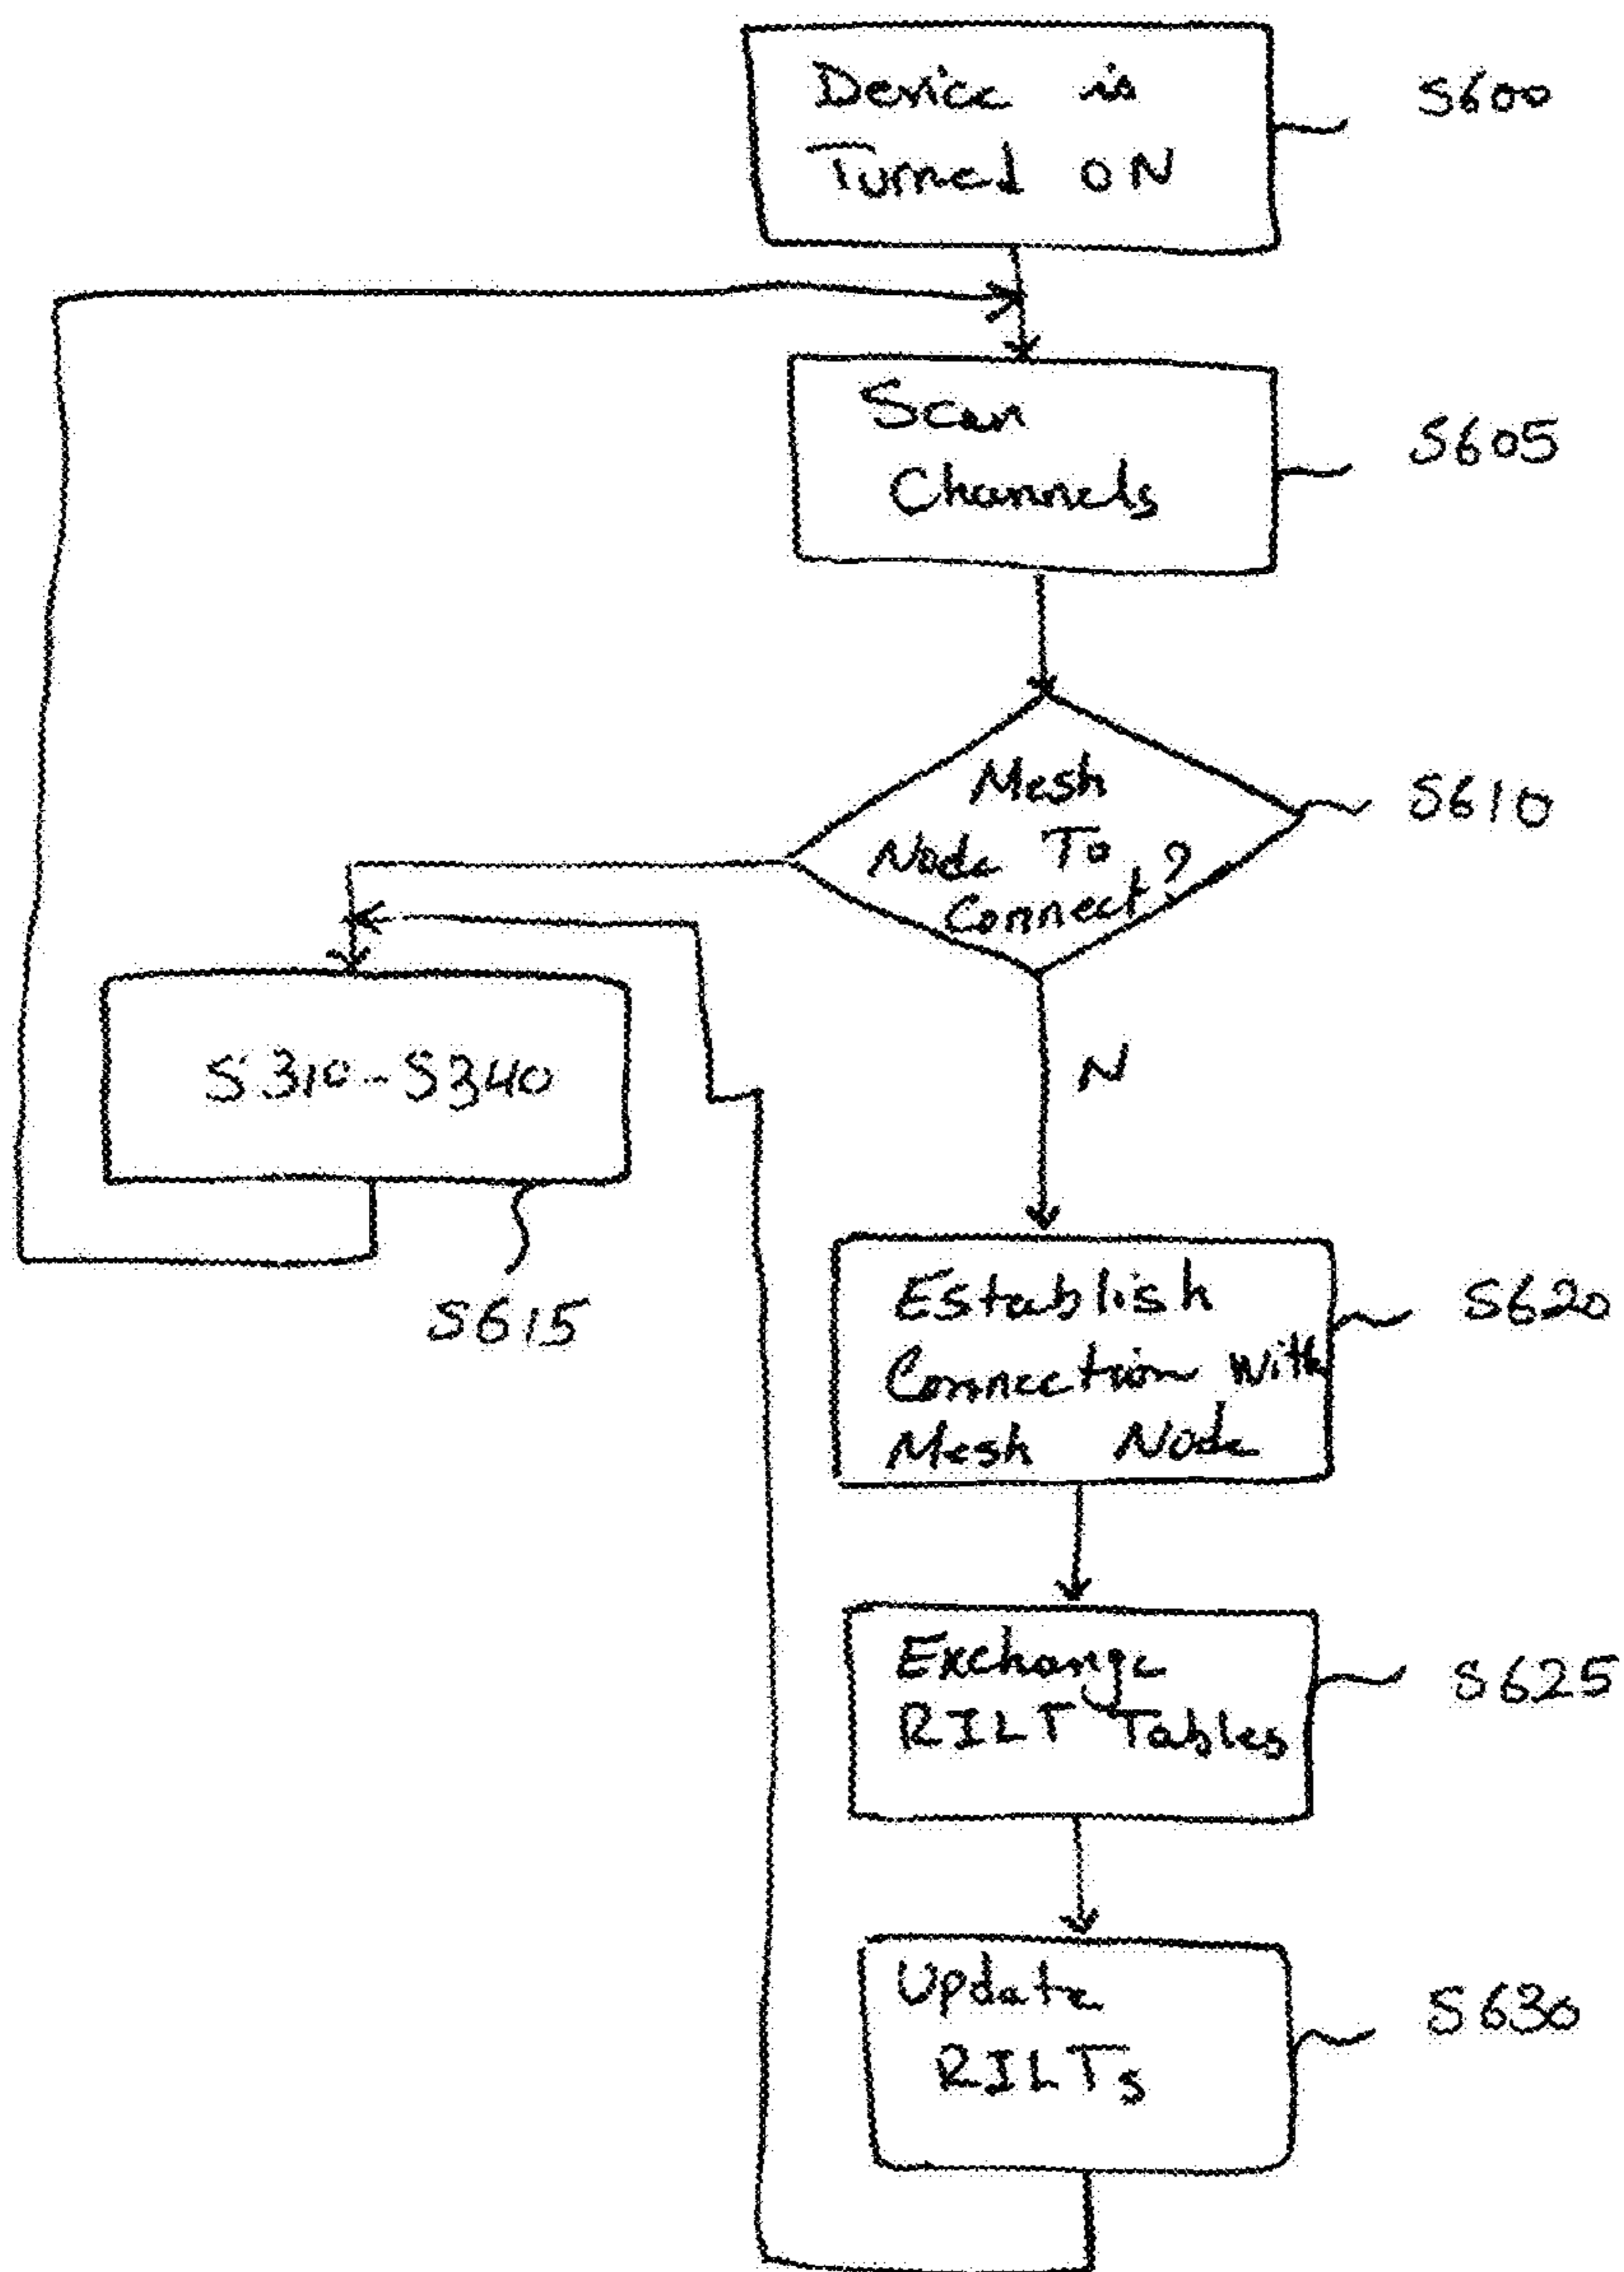 Device is
Turned ON
S600
Scan
Channels
S605
Mesh
Node To
Connect?
S610
S310-S340
S615
N
Establish
Connection With
Mesh Node
S620
Exchange
RILT Tables
S625
Update
RILTs
S630